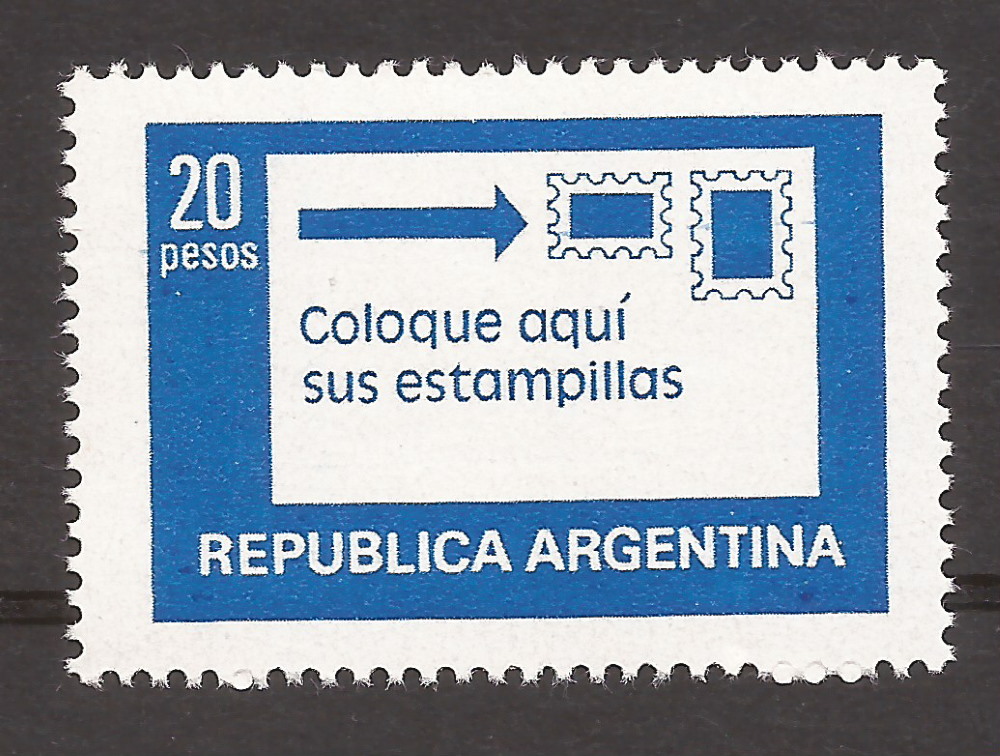 20
pesos
Coloque aquí
sus estampillas
REPUBLICA ARGENTINA